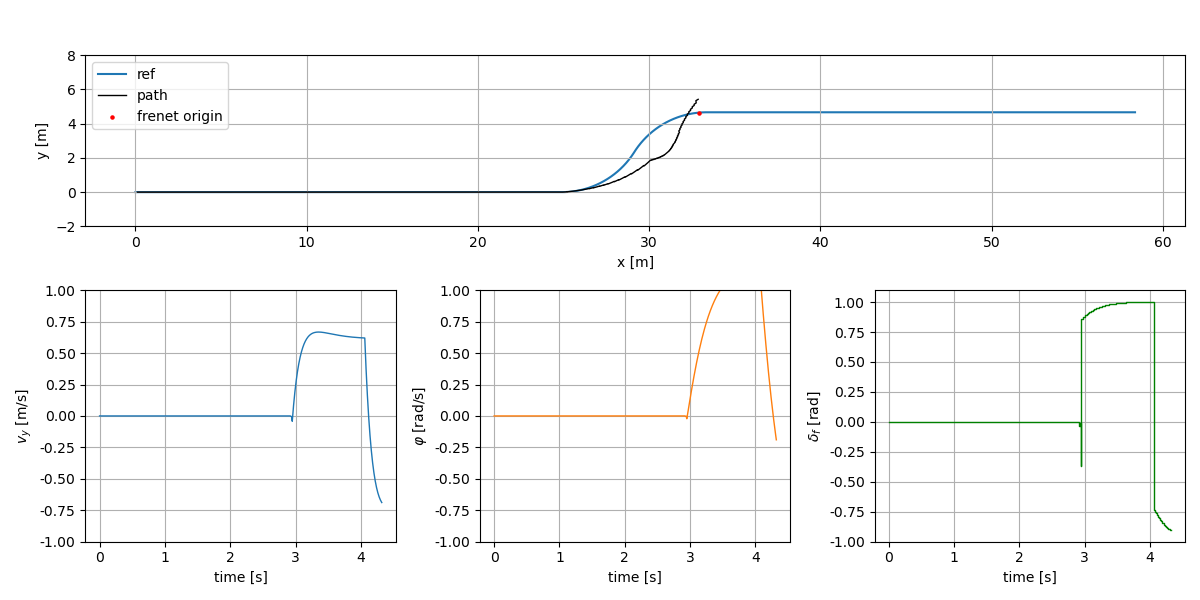 8
6
4
2
0
−2
y [m]
ref
path
frenet origin
0 10 20 30 40 50 60
x [m]
1.00
0.75
0.50
0.25
0.00
-0.25
-0.50
-0.75
-1.00
v_y [m/s]
0 1 2 3 4
time [s]
1.00
0.75
0.50
0.25
0.00
-0.25
-0.50
-0.75
-1.00
φ [rad/s]
0 1 2 3 4
time [s]
1.00
0.75
0.50
0.25
0.00
-0.25
-0.50
-0.75
-1.00
δ_f [rad]
0 1 2 3 4
time [s]